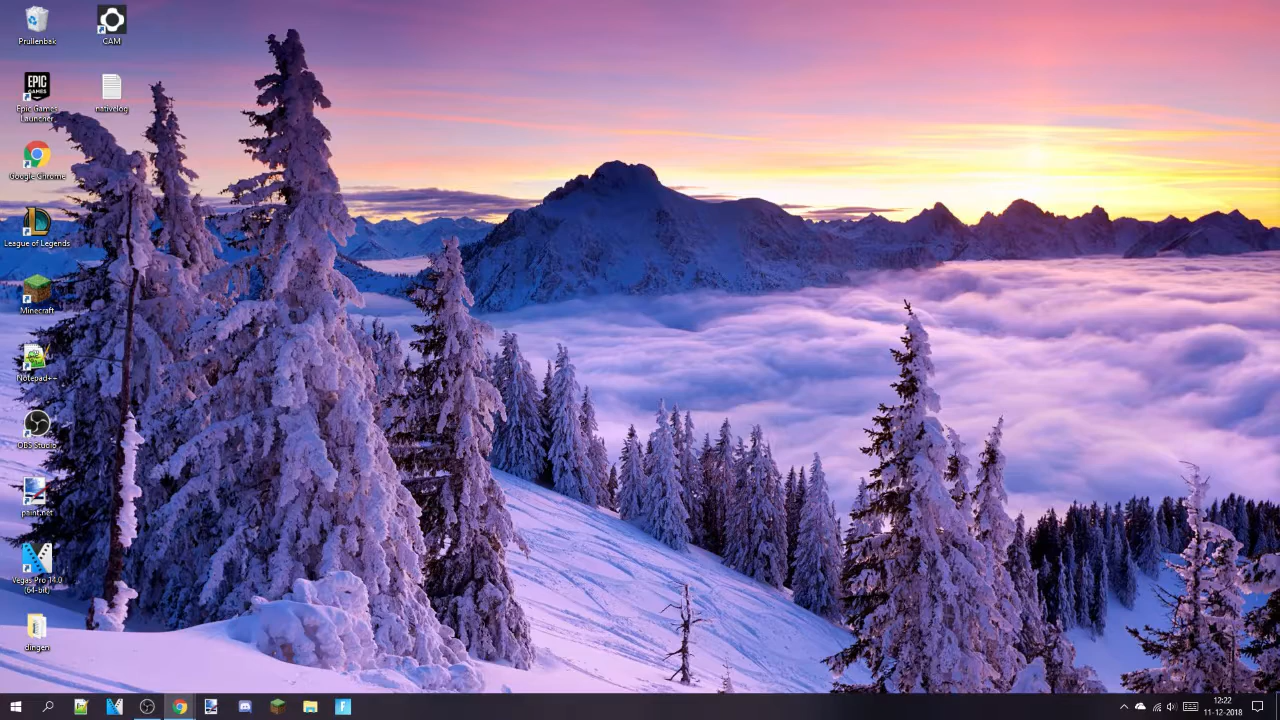 Prullenbak
CAM
EPIC
GAMES
Epic Games
Launcher
nativelog
Google Chrome
League of Legends
Minecraft
Notepad++
OBS Studio
paint.net
Vegas Pro 14.0
(64-bit)
dingen
12:22
11-12-2018